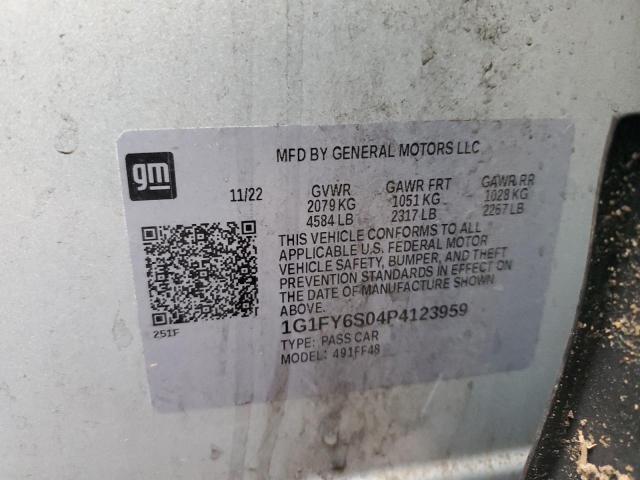 MFD BY GENERAL MOTORS LLC
gm
11/22 GVWR GAWR FRT GAWR RR
2079 KG 1051 KG 1028 KG
4584 LB 2317 LB 2267 LB
THIS VEHICLE CONFORMS TO ALL
APPLICABLE U.S. FEDERAL MOTOR
VEHICLE SAFETY, BUMPER, AND THEFT
PREVENTION STANDARDS IN EFFECT ON
THE DATE OF MANUFACTURE SHOWN
ABOVE.
251F
1G1FY6S04P4123959
TYPE: PASS CAR
MODEL: 491FF48